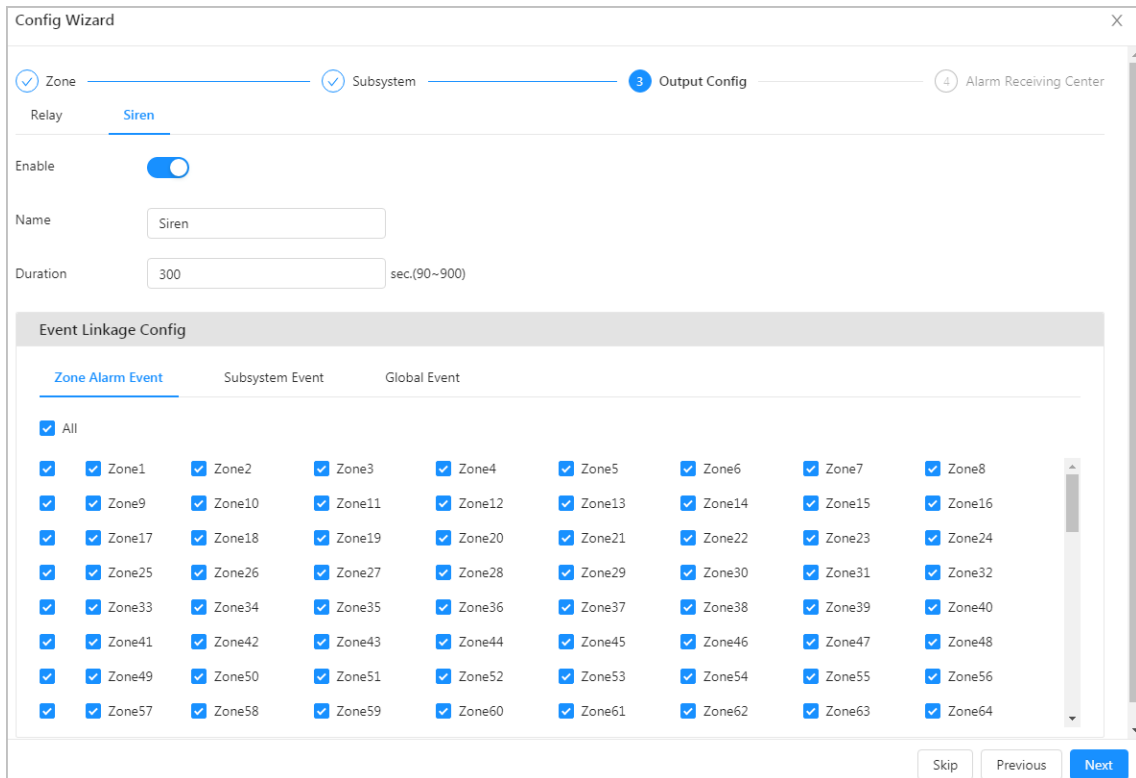 Config Wizard
Zone Subsystem 3 Output Config 4 Alarm Receiving Center
Relay Siren
Enable
Name Siren
Duration 300 sec.(90~900)
Event Linkage Config
Zone Alarm Event Subsystem Event Global Event
All
Zone1 Zone2 Zone3 Zone4 Zone5 Zone6 Zone7 Zone8
Zone9 Zone10 Zone11 Zone12 Zone13 Zone14 Zone15 Zone16
Zone17 Zone18 Zone19 Zone20 Zone21 Zone22 Zone23 Zone24
Zone25 Zone26 Zone27 Zone28 Zone29 Zone30 Zone31 Zone32
Zone33 Zone34 Zone35 Zone36 Zone37 Zone38 Zone39 Zone40
Zone41 Zone42 Zone43 Zone44 Zone45 Zone46 Zone47 Zone48
Zone49 Zone50 Zone51 Zone52 Zone53 Zone54 Zone55 Zone56
Zone57 Zone58 Zone59 Zone60 Zone61 Zone62 Zone63 Zone64
Skip Previous Next